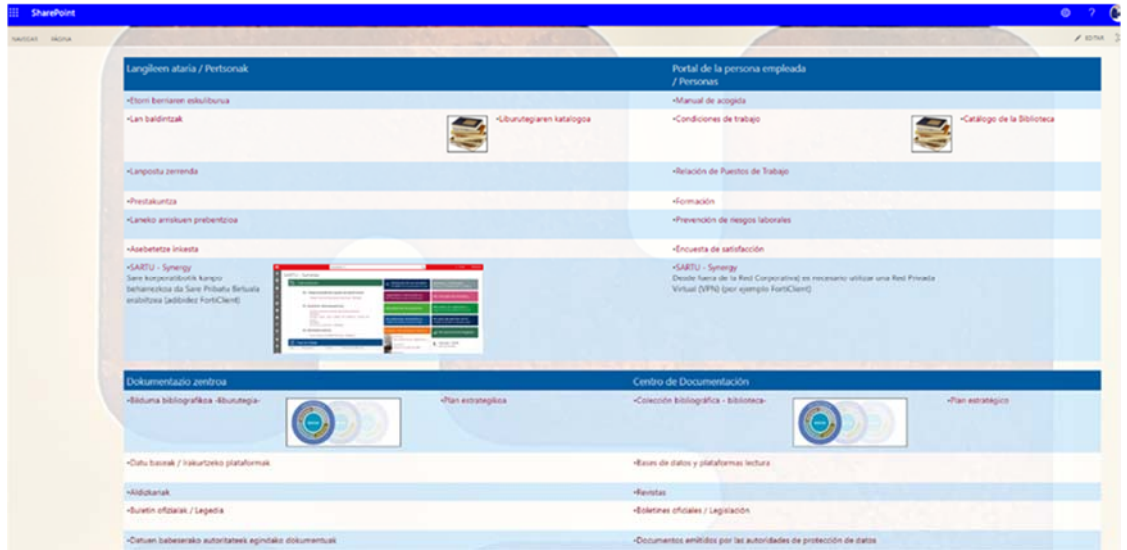 SharePoint
NAVEGAR PÁGINA
EDITAR
Langileen ataria / Pertsonak
Portal de la persona empleada
/ Personas
•Etorri berriaren eskuliburua
•Manual de acogida
•Lan baldintzak
•Liburutegiaren katalogoa
•Condiciones de trabajo
•Catálogo de la Biblioteca
•Lanpostu zerrenda
•Relación de Puestos de Trabajo
•Prestakuntza
•Formación
•Laneko arriskuen prebentzioa
•Prevención de riesgos laborales
•Asebetetze inkesta
•Encuesta de satisfacción
•SARTU - Synergy
Sare korporatibotik kanpo
beharrezkoa da Sare Pribatu Birtuala
erabiltzea (adibidez FortiClient)
•SARTU - Synergy
Desde fuera de la Red Corporativa) es necesario utilizar una Red Privada
Virtual (VPN) (por ejemplo FortiClient)
Dokumentazio zentroa
Centro de Documentación
•Bilduma bibliografikoa -liburutegia-
•Plan estrategikoa
•Colección bibliográfica - biblioteca-
•Plan estratégico
•Datu baseak / Irakurtzeko plataformak
•Bases de datos y plataformas lectura
•Aldizkariak
•Revistas
•Buletin ofizialak / Legedia
•Boletines oficiales / Legislación
•Datuen babeserako autoritateek egindako dokumentuak
•Documentos emitidos por las autoridades de protección de datos